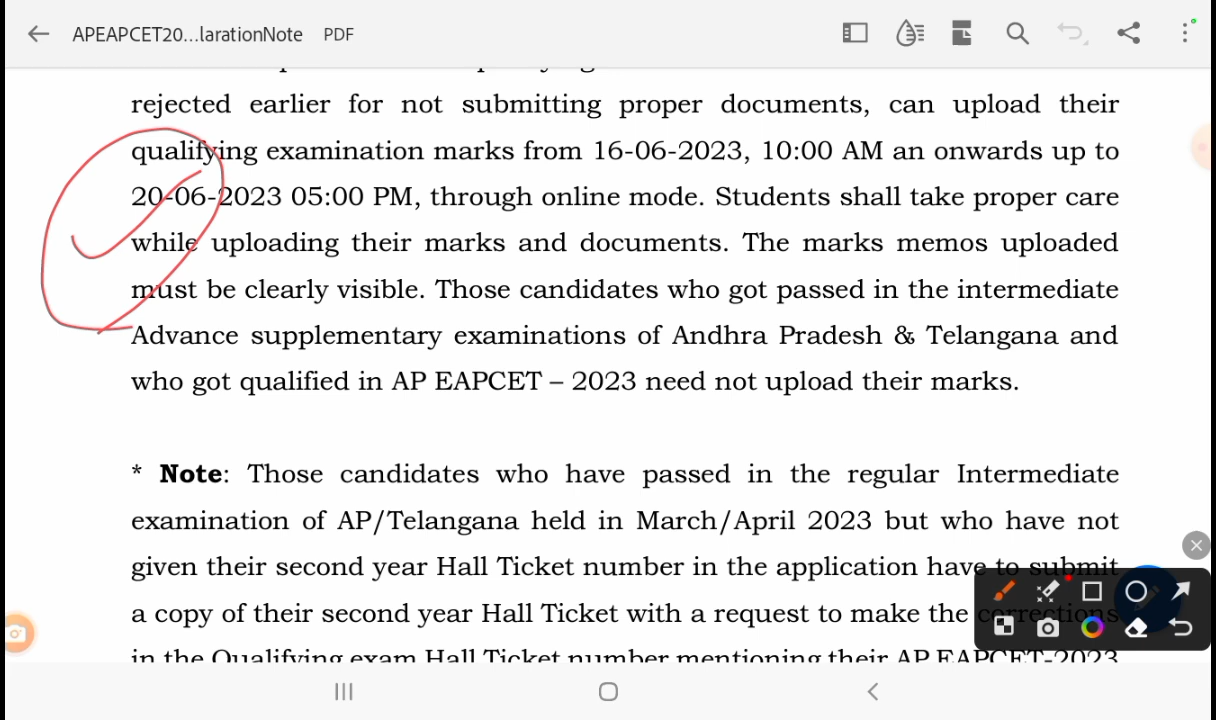 APEAPCET20...larationNote PDF
rejected earlier for not submitting proper documents, can upload their
qualifying examination marks from 16-06-2023, 10:00 AM an onwards up to
20-06-2023 05:00 PM, through online mode. Students shall take proper care
while uploading their marks and documents. The marks memos uploaded
must be clearly visible. Those candidates who got passed in the intermediate
Advance supplementary examinations of Andhra Pradesh & Telangana and
who got qualified in AP EAPCET – 2023 need not upload their marks.
* Note: Those candidates who have passed in the regular Intermediate
examination of AP/Telangana held in March/April 2023 but who have not
given their second year Hall Ticket number in the application have to submit
a copy of their second year Hall Ticket with a request to make the corrections
in the Qualifying exam Hall Ticket number mentioning their AP EAPCET-2023